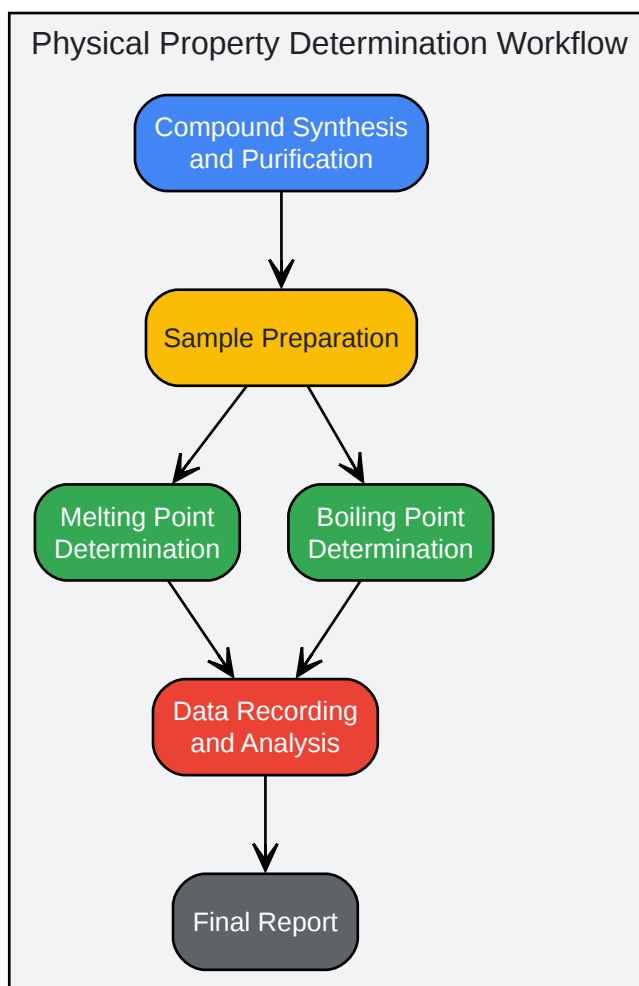 Physical Property Determination Workflow
Compound Synthesis
and Purification
Sample Preparation
Melting Point
Determination
Boiling Point
Determination
Data Recording
and Analysis
Final Report